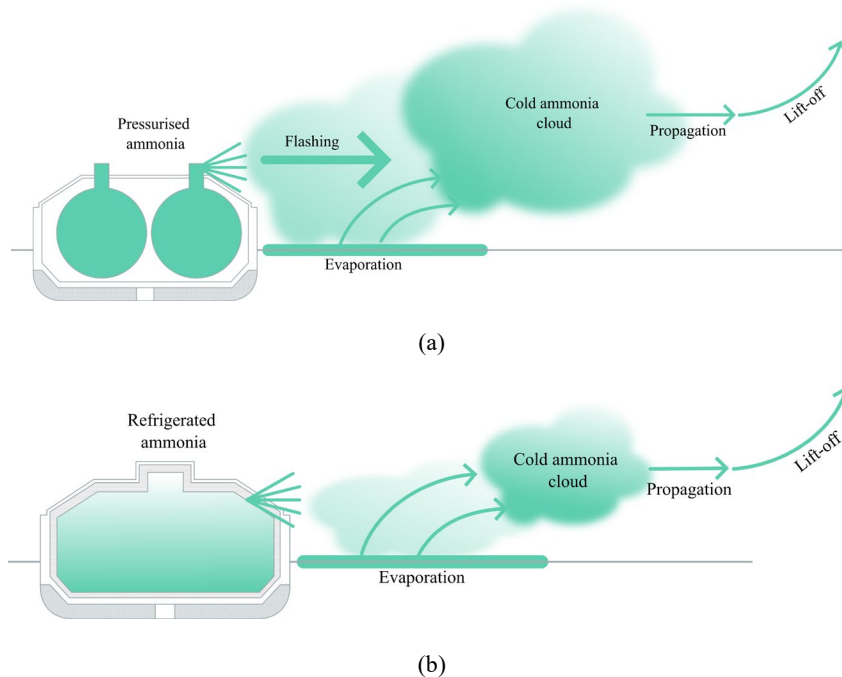 Pressurised
ammonia
Flashing
Cold ammonia
cloud
Propagation
Lift-off
Evaporation
(a)
Refrigerated
ammonia
Cold ammonia
cloud
Propagation
Lift-off
Evaporation
(b)